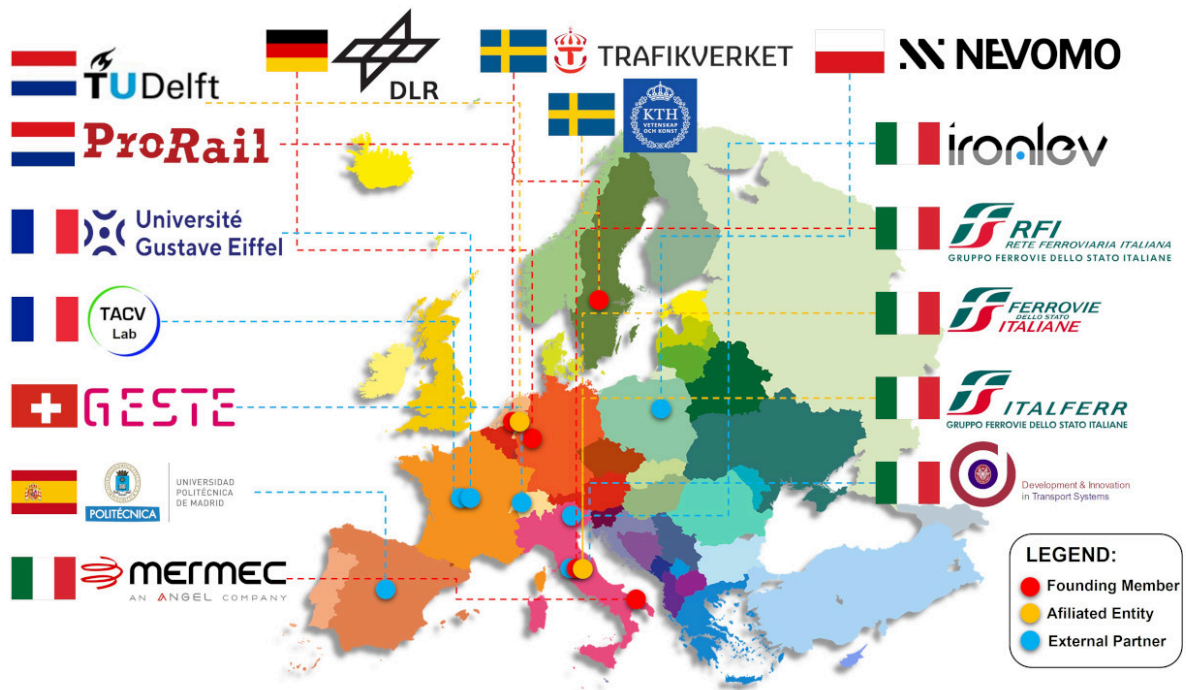 TUDelft
DLR
TRAFIKVERKET
NEVOMO
KTH
VETENSKAP
OCH KONST
ProRail
ironlev
Université
Gustave Eiffel
RFI
RETE FERROVIARIA ITALIANA
GRUPPO FERROVIE DELLO STATO ITALIANE
TACV
Lab
FERROVIE
DELLO STATO
ITALIANE
GESTE
ITALFERR
GRUPPO FERROVIE DELLO STATO ITALIANE
POLITÉCNICA
UNIVERSIDAD
POLITÉCNICA
DE MADRID
Development & Innovation
in Transport Systems
mermec
AN ANGEL COMPANY
LEGEND:
Founding Member
Afiliated Entity
External Partner